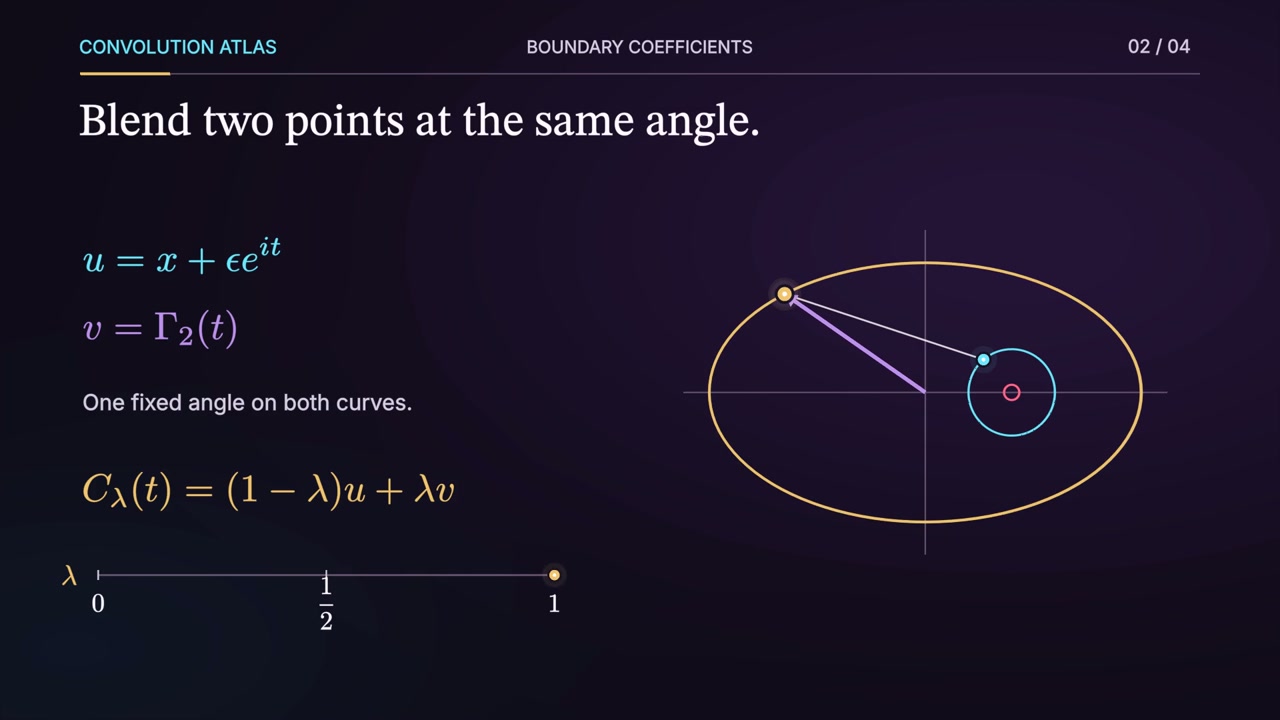 CONVOLUTION ATLAS
BOUNDARY COEFFICIENTS
02 / 04
Blend two points at the same angle.
u = x + ϵe^{it}
v = Γ₂(t)
One fixed angle on both curves.
C_λ(t) = (1 − λ)u + λv
λ
0
1/2
1